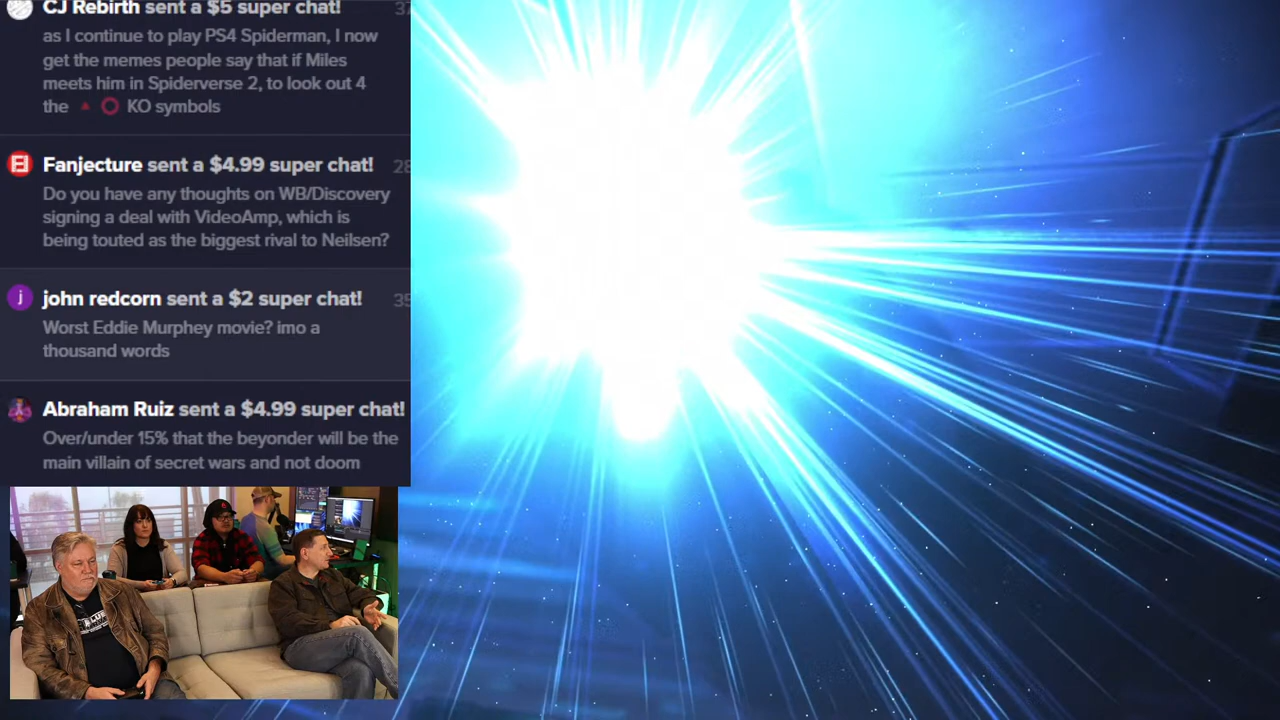 CJ Rebirth sent a $5 super chat!
as I continue to play PS4 Spiderman, I now
get the memes people say that if Miles
meets him in Spiderverse 2, to look out 4
the 🔺 ⭕ KO symbols
Fanjecture sent a $4.99 super chat! 28
Do you have any thoughts on WB/Discovery
signing a deal with VideoAmp, which is
being touted as the biggest rival to Neilsen?
j john redcorn sent a $2 super chat! 35
Worst Eddie Murphey movie? imo a
thousand words
Abraham Ruiz sent a $4.99 super chat!
Over/under 15% that the beyonder will be the
main villain of secret wars and not doom